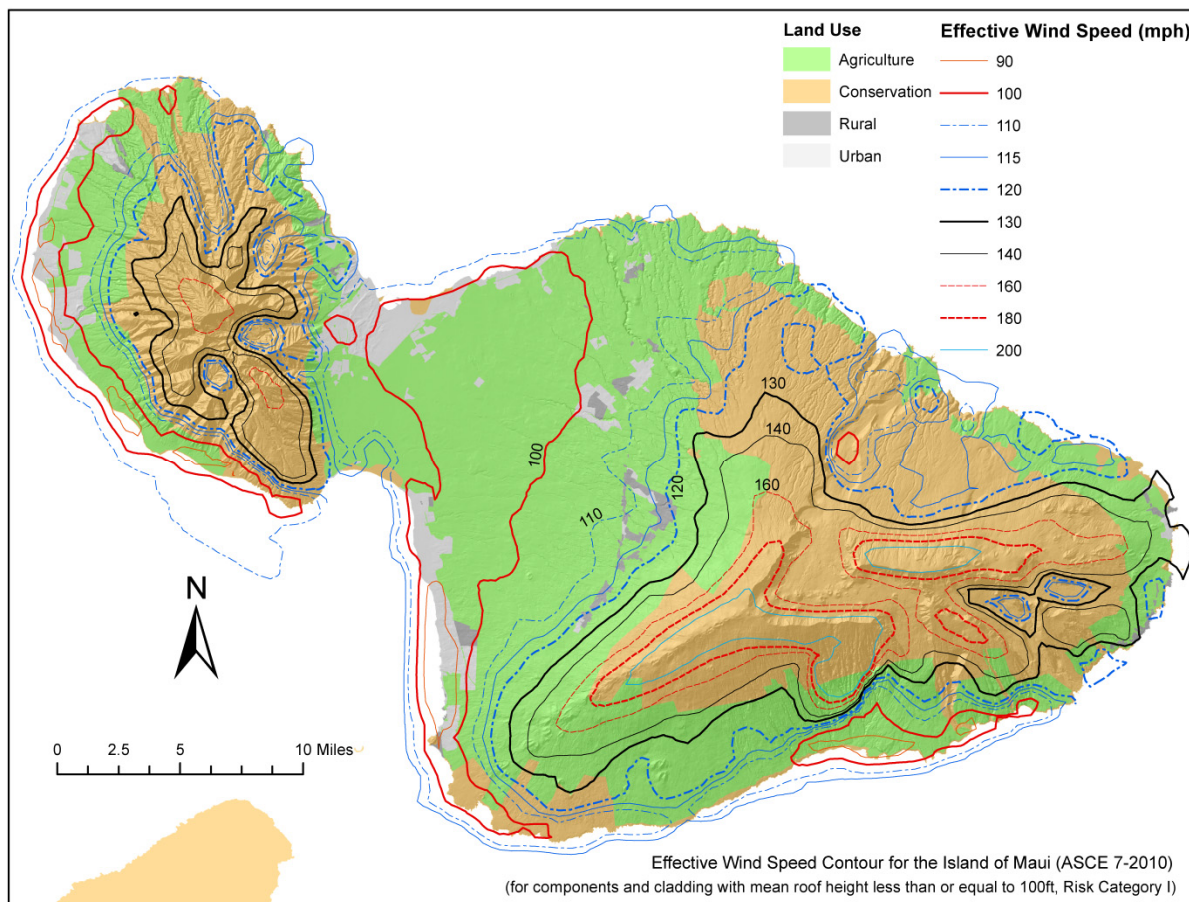 Land Use
Agriculture
Conservation
Rural
Urban
Effective Wind Speed (mph)
90
100
110
115
120
130
140
160
180
200
130
140
160
120
100
110
N
0 2.5 5 10 Miles
Effective Wind Speed Contour for the Island of Maui (ASCE 7-2010)
(for components and cladding with mean roof height less than or equal to 100ft, Risk Category I)